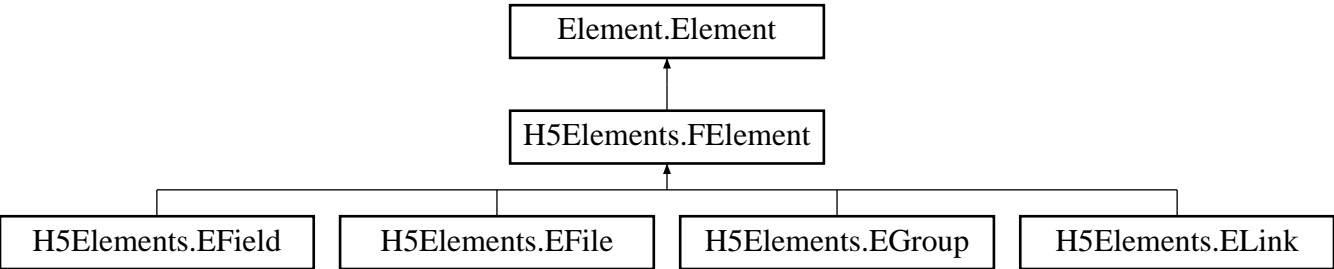 Element.Element
H5Elements.FElement
H5Elements.EField
H5Elements.EFile
H5Elements.EGroup
H5Elements.ELink